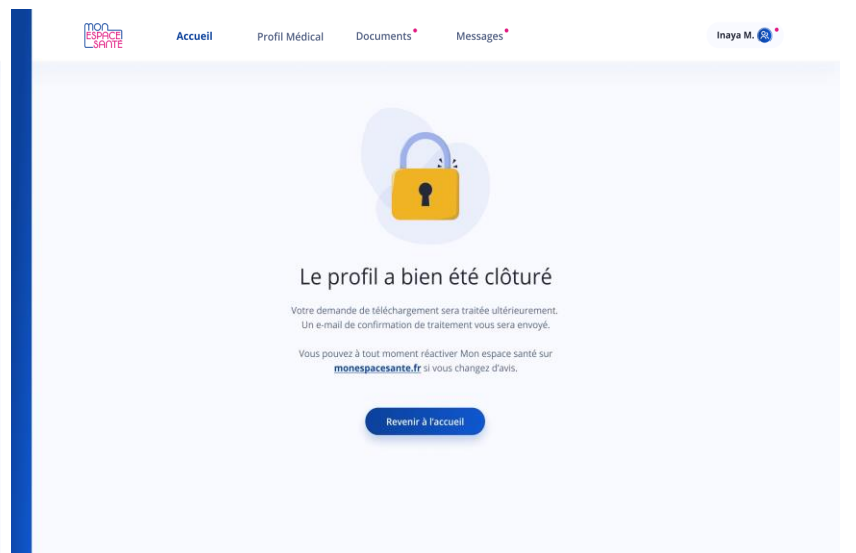 mon
ESPACE
SANTÉ
Accueil
Profil Médical
Documents
Messages
Inaya M.
Le profil a bien été clôturé
Votre demande de téléchargement sera traitée ultérieurement.
Un e-mail de confirmation de traitement vous sera envoyé.
Vous pouvez à tout moment réactiver Mon espace santé sur
monespacesante.fr si vous changez d'avis.
Revenir à l'accueil